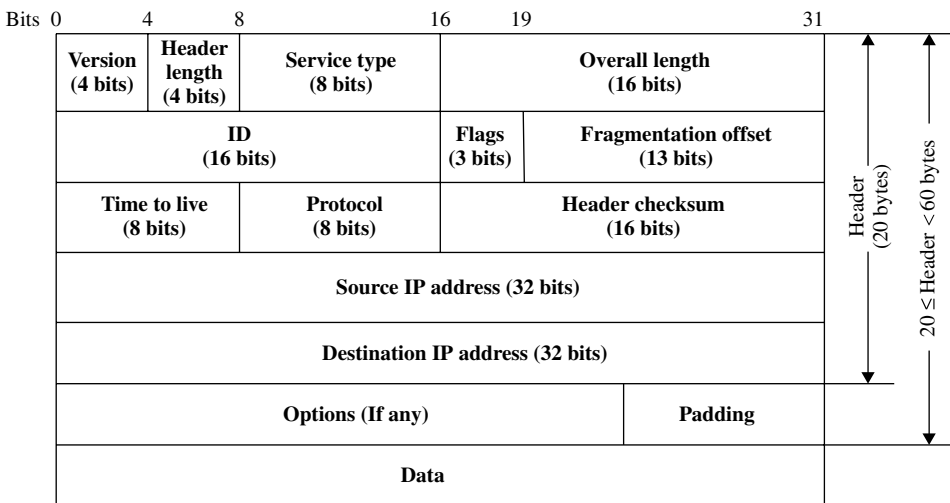 Bits 0 4 8 16 19 31
Version
(4 bits)
Header
length
(4 bits)
Service type
(8 bits)
Overall length
(16 bits)
ID
(16 bits)
Flags
(3 bits)
Fragmentation offset
(13 bits)
Time to live
(8 bits)
Protocol
(8 bits)
Header checksum
(16 bits)
Source IP address (32 bits)
Destination IP address (32 bits)
Options (If any)
Padding
Data
Header
(20 bytes)
20 ≤ Header < 60 bytes